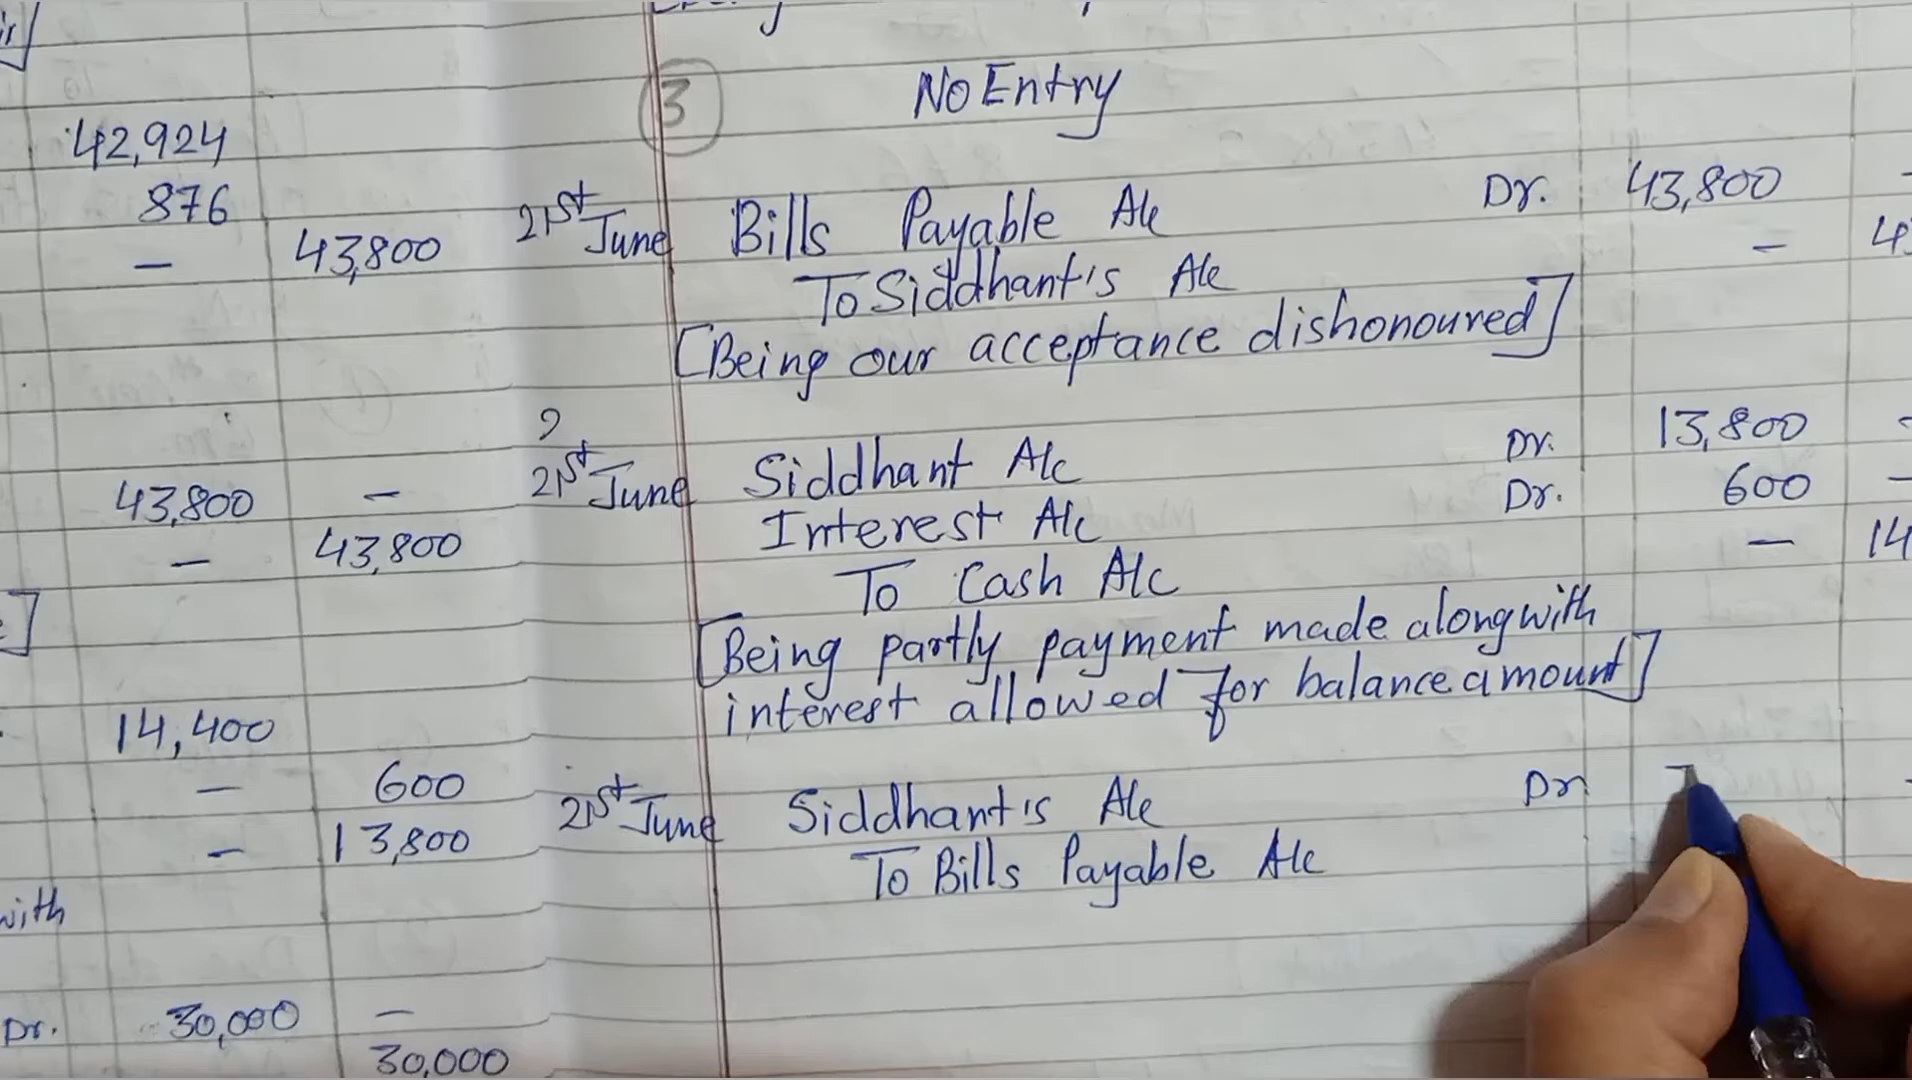 42,924
876
— 43,800
43,800 —
— 43,800
14,400
— 600
— 13,800
with
Dr. 30,000 —
30,000
3 No Entry
21st June Bills Payable A/c Dr. 43,800
To Siddhant's A/c —
[Being our acceptance dishonoured]
21st June Siddhant A/c Dr. 13,800
Interest A/c Dr. 600
To Cash A/c — 14
[Being partly payment made alongwith
interest allowed for balance amount]
21st June Siddhant's A/c Dr
To Bills Payable A/c